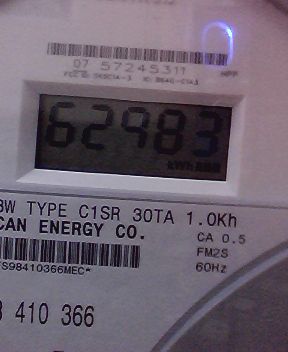 07 57245311
62983
kWh
3W TYPE C1SR 30TA 1.0Kh
CAN ENERGY CO.
CA 0.5
FM2S
60Hz
S98410366MEC*
410 366